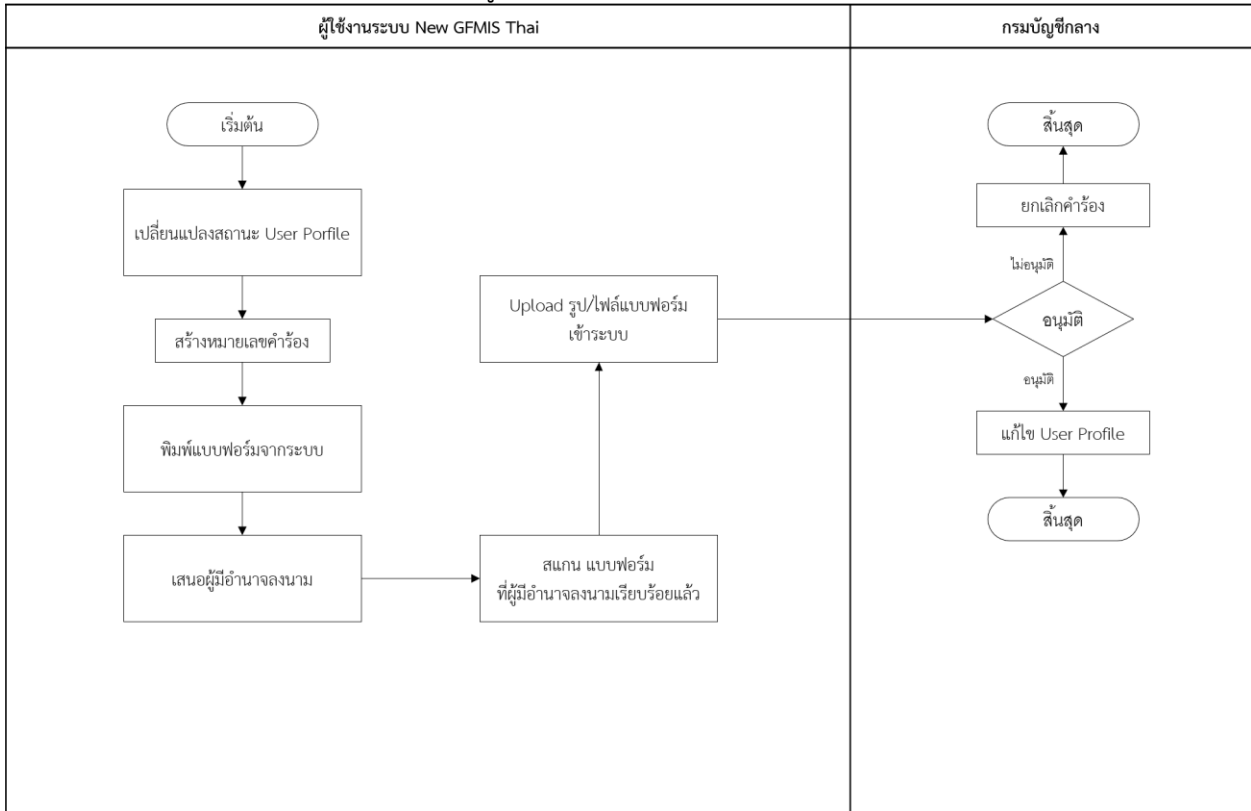 ผู้ใช้งานระบบ New GFMIS Thai
กรมบัญชีกลาง
เริ่มต้น
เปลี่ยนแปลงสถานะ User Porfile
สร้างหมายเลขคำร้อง
พิมพ์แบบฟอร์มจากระบบ
เสนอผู้มีอำนาจลงนาม
สแกน แบบฟอร์ม
ที่ผู้มีอำนาจลงนามเรียบร้อยแล้ว
Upload รูป/ไฟล์แบบฟอร์ม
เข้าระบบ
สิ้นสุด
ยกเลิกคำร้อง
ไม่อนุมัติ
อนุมัติ
อนุมัติ
แก้ไข User Profile
สิ้นสุด